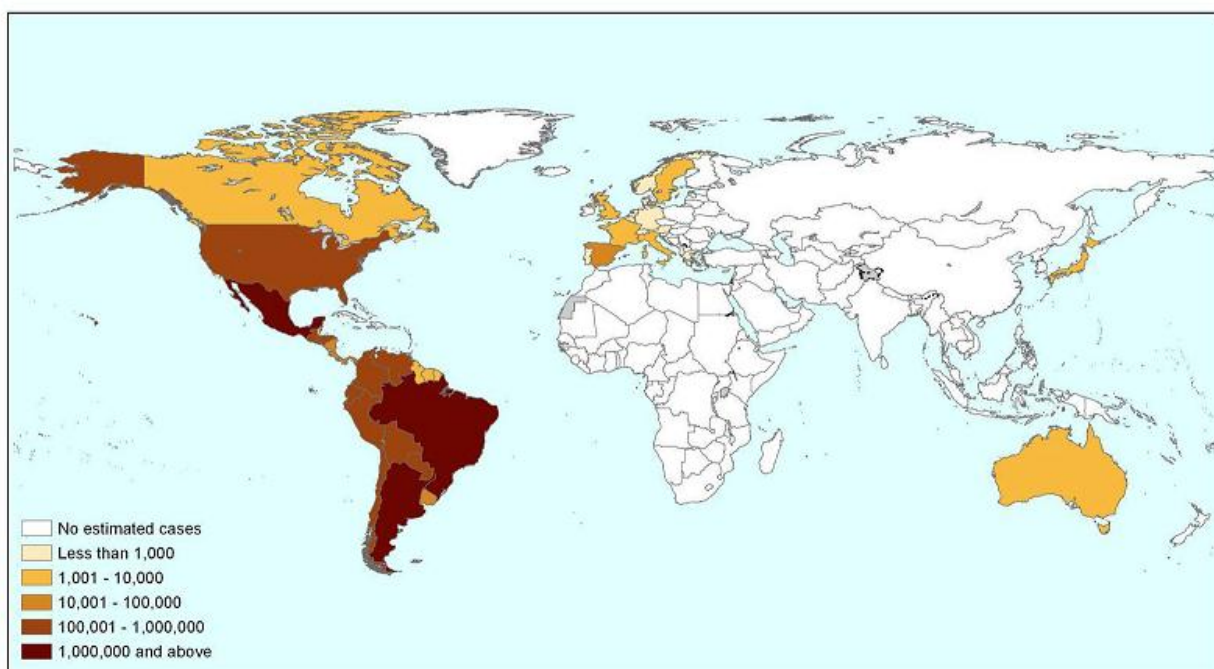 No estimated cases
Less than 1,000
1,001 - 10,000
10,001 - 100,000
100,001 - 1,000,000
1,000,000 and above